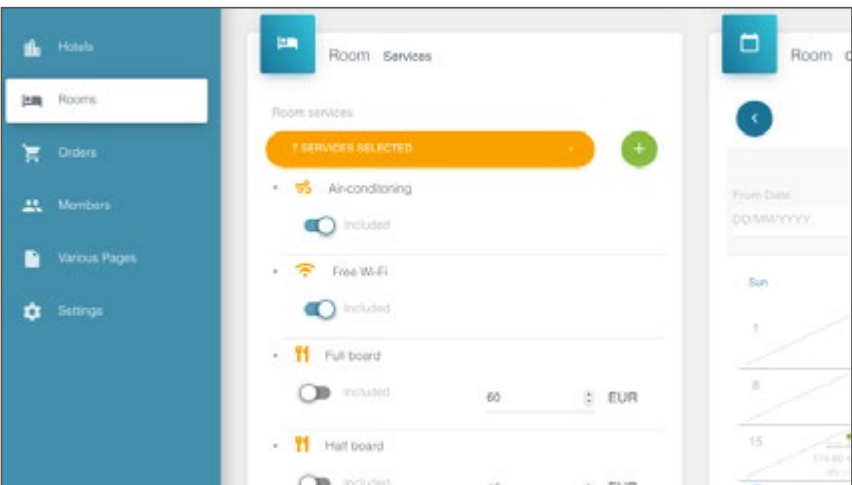 Hotels
Rooms
Orders
Members
Various Pages
Settings
Room Services
Room services
7 SERVICES SELECTED
Air-conditoning
Included
Free Wi-Fi
Included
Full board
Included
60
EUR
Half board
Included
EUR
Room
From Date
DD/MM/YYYY
Sun
1
8
15